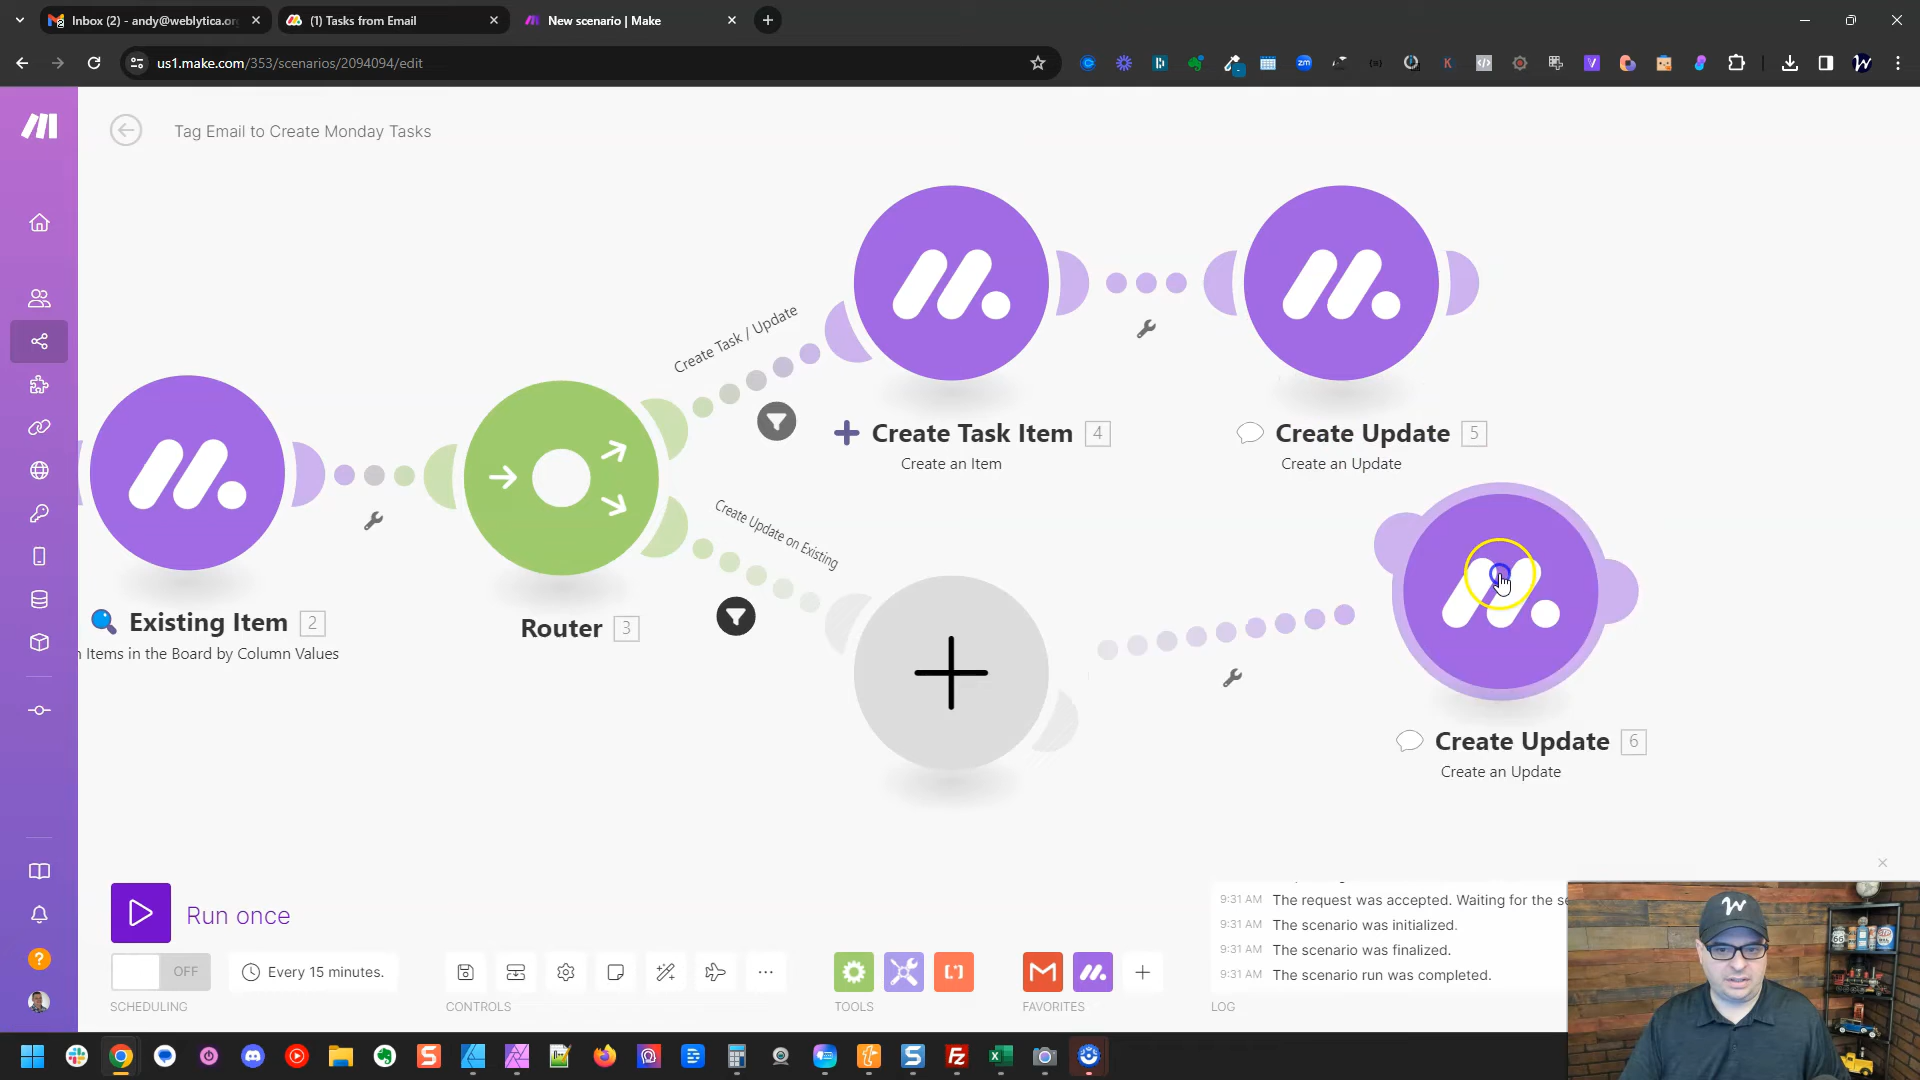 Inbox (2) - andy@weblytica.or
(1) Tasks from Email
New scenario | Make
us1.make.com/353/scenarios/2094094/edit
Tag Email to Create Monday Tasks
Create Task / Update
Create Task Item 4
Create an Item
Create Update 5
Create an Update
Create Update on Existing
Existing Item 2
Items in the Board by Column Values
Router 3
Create Update 6
Create an Update
Run once
OFF
Every 15 minutes.
SCHEDULING
CONTROLS
TOOLS
FAVORITES
LOG
9:31 AM The request was accepted. Waiting for the
9:31 AM The scenario was initialized.
9:31 AM The scenario was finalized.
9:31 AM The scenario run was completed.